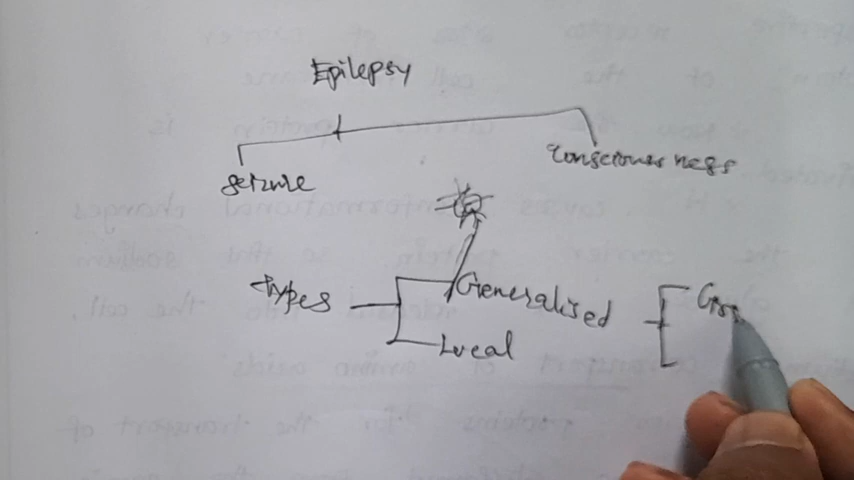 Epilepsy
seizure
consciousness
Types
Generalised
Local